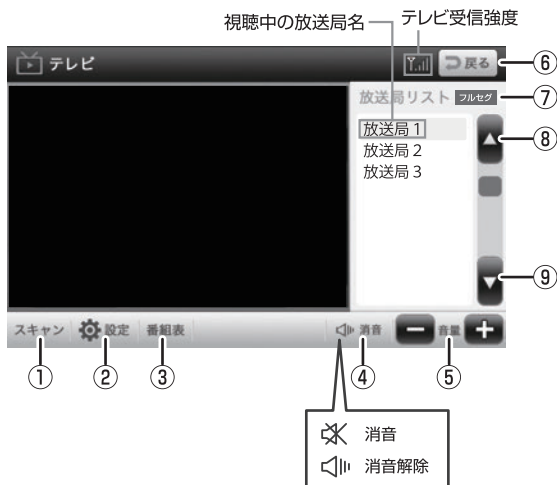 視聴中の放送局名
テレビ受信強度
テレビ
戻る
⑥
放送局リスト フルセグ
⑦
放送局 1
放送局 2
放送局 3
⑧
⑨
スキャン 設定 番組表 消音 音量
① ② ③ ④ ⑤
消音
消音解除